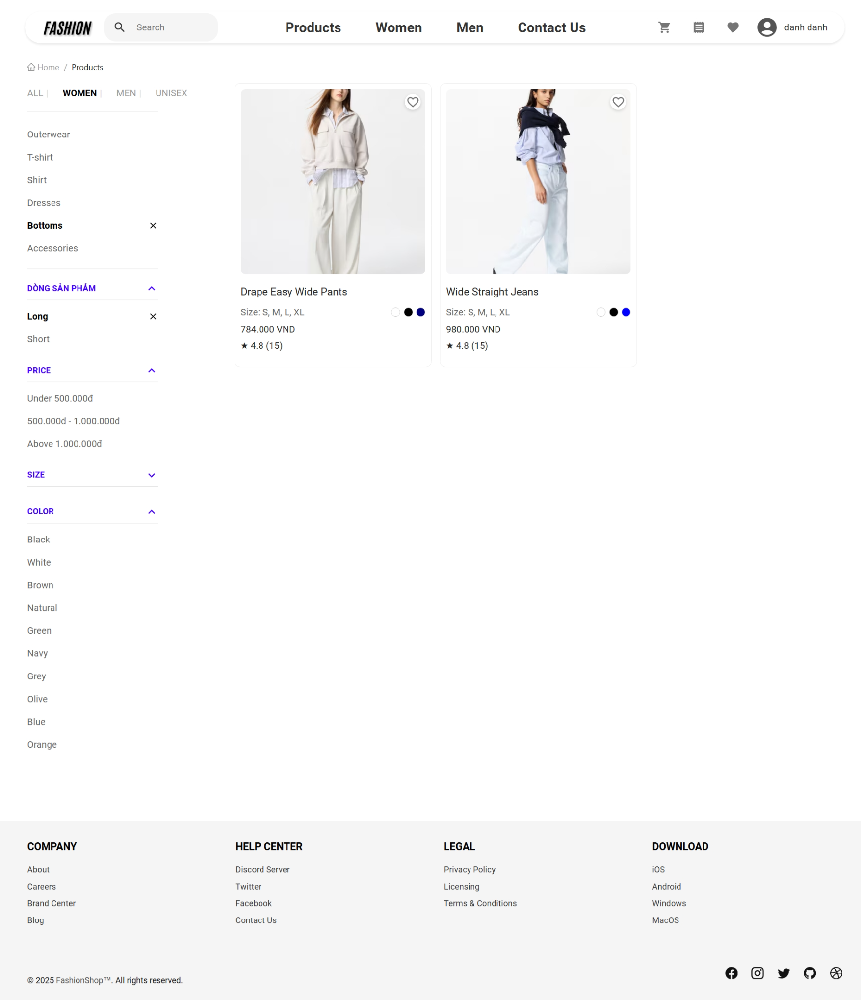 FASHION
Search
Products
Women
Men
Contact Us
danh danh
Home / Products
ALL | WOMEN | MEN | UNISEX
Outerwear
T-shirt
Shirt
Dresses
Bottoms
Accessories
DÒNG SẢN PHẨM
Long
Short
PRICE
Under 500.000đ
500.000đ - 1.000.000đ
Above 1.000.000đ
SIZE
COLOR
Black
White
Brown
Natural
Green
Navy
Grey
Olive
Blue
Orange
Drape Easy Wide Pants
Size: S, M, L, XL
784.000 VND
★ 4.8 (15)
Wide Straight Jeans
Size: S, M, L, XL
980.000 VND
★ 4.8 (15)
COMPANY
About
Careers
Brand Center
Blog
HELP CENTER
Discord Server
Twitter
Facebook
Contact Us
LEGAL
Privacy Policy
Licensing
Terms & Conditions
DOWNLOAD
iOS
Android
Windows
MacOS
© 2025 FashionShop™. All rights reserved.